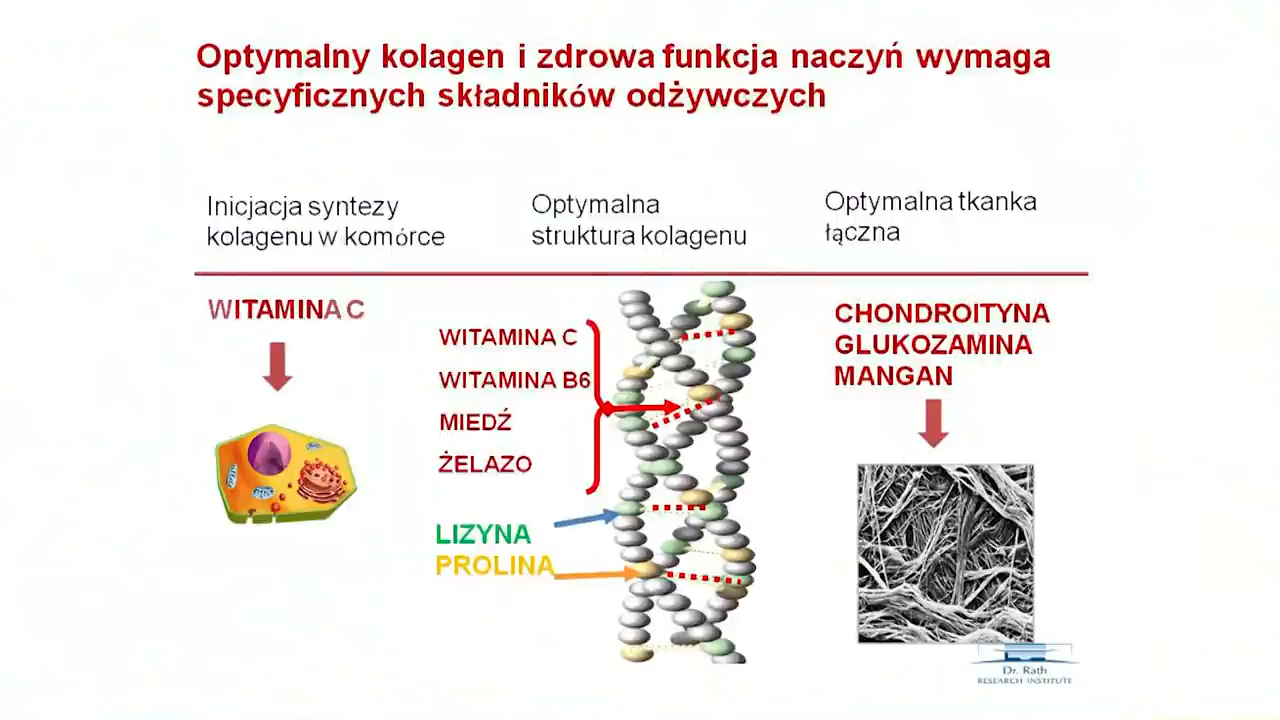 Optymalny kolagen i zdrowa funkcja naczyń wymaga
specyficznych składników odżywczych
Inicjacja syntezy
kolagenu w komórce
Optymalna
struktura kolagenu
Optymalna tkanka
łączna
WITAMINA C
WITAMINA C
WITAMINA B6
MIEDŹ
ŻELAZO
LIZYNA
PROLINA
CHONDROITYNA
GLUKOZAMINA
MANGAN
Dr. Rath
RESEARCH INSTITUTE